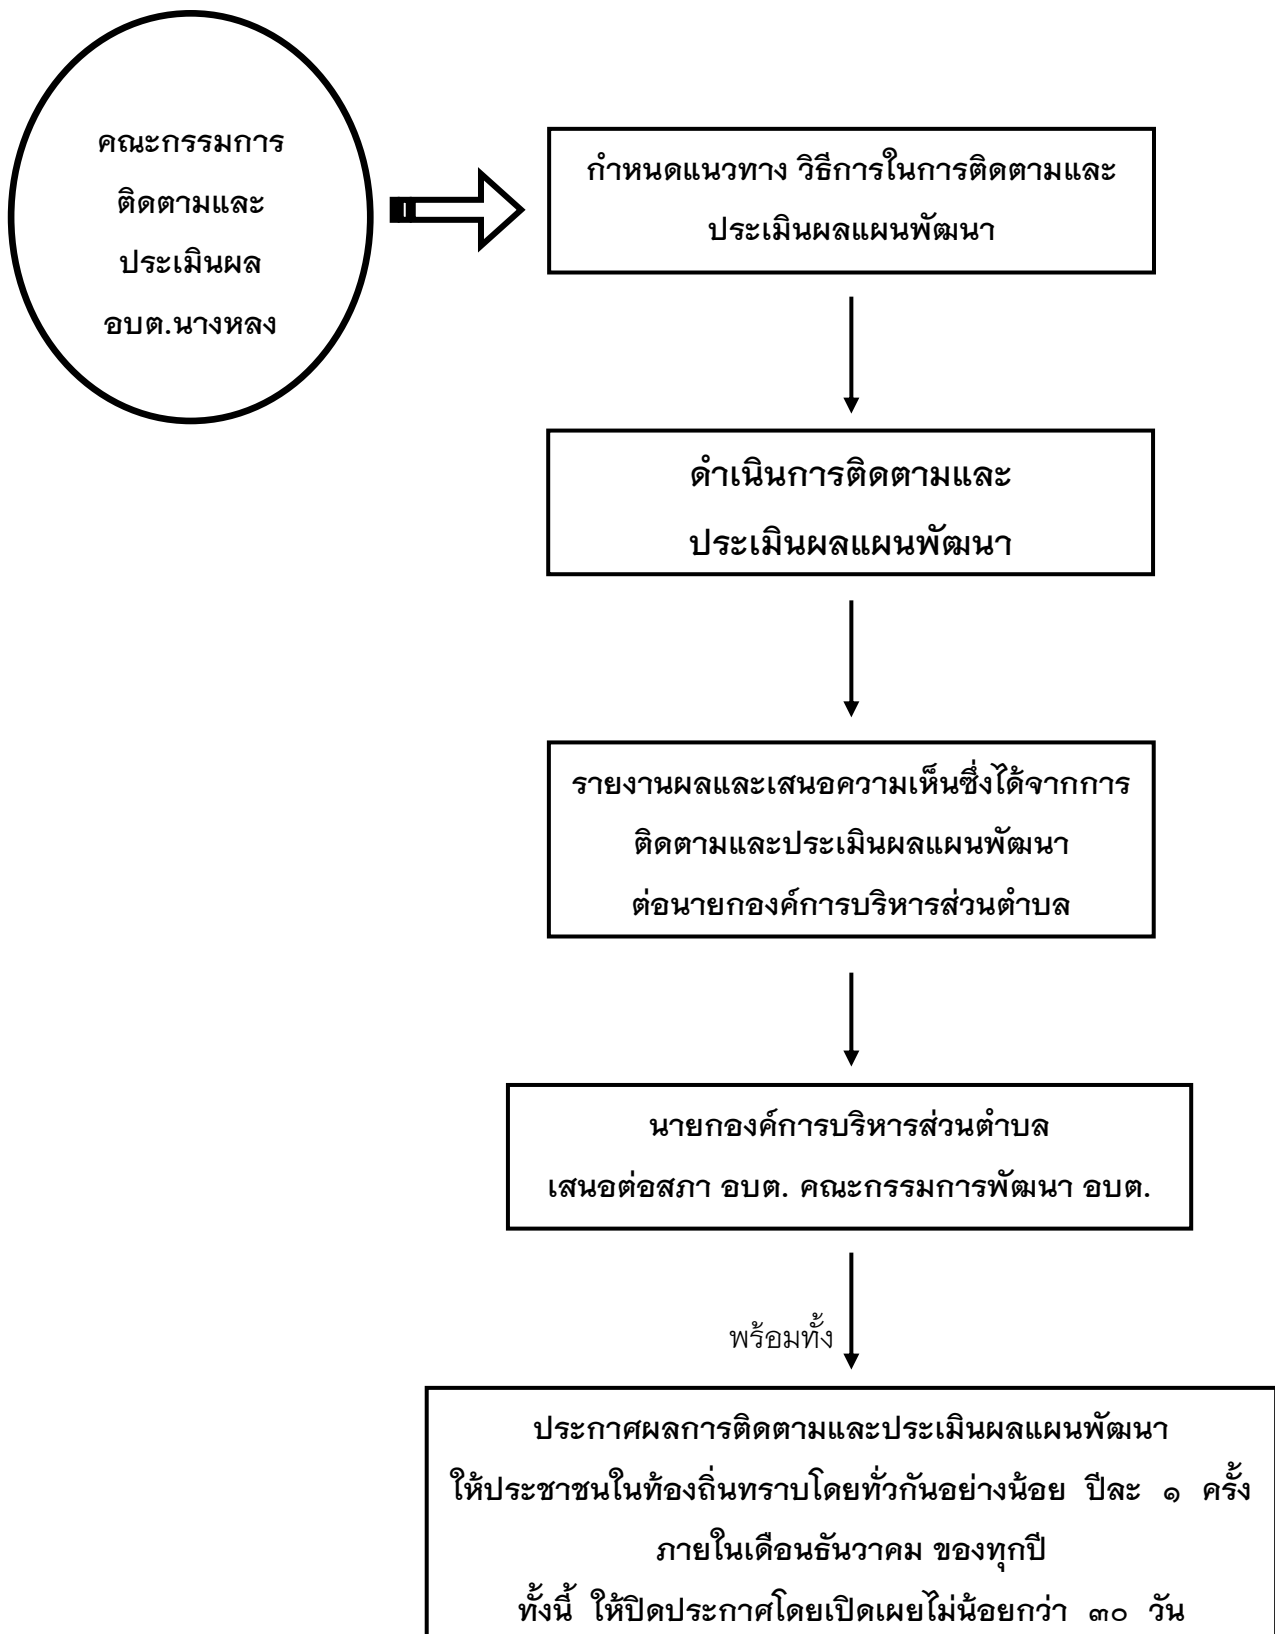 คณะกรรมการ
ติดตามและ
ประเมินผล
อบต.นางหลง
กำหนดแนวทาง วิธีการในการติดตามและ
ประเมินผลแผนพัฒนา
ดำเนินการติดตามและ
ประเมินผลแผนพัฒนา
รายงานผลและเสนอความเห็นซึ่งได้จากการ
ติดตามและประเมินผลแผนพัฒนา
ต่อนายกองค์การบริหารส่วนตำบล
นายกองค์การบริหารส่วนตำบล
เสนอต่อสภา อบต. คณะกรรมการพัฒนา อบต.
พร้อมทั้ง
ประกาศผลการติดตามและประเมินผลแผนพัฒนา
ให้ประชาชนในท้องถิ่นทราบโดยทั่วกันอย่างน้อย ปีละ ๑ ครั้ง
ภายในเดือนธันวาคม ของทุกปี
ทั้งนี้ ให้ปิดประกาศโดยเปิดเผยไม่น้อยกว่า ๓๐ วัน